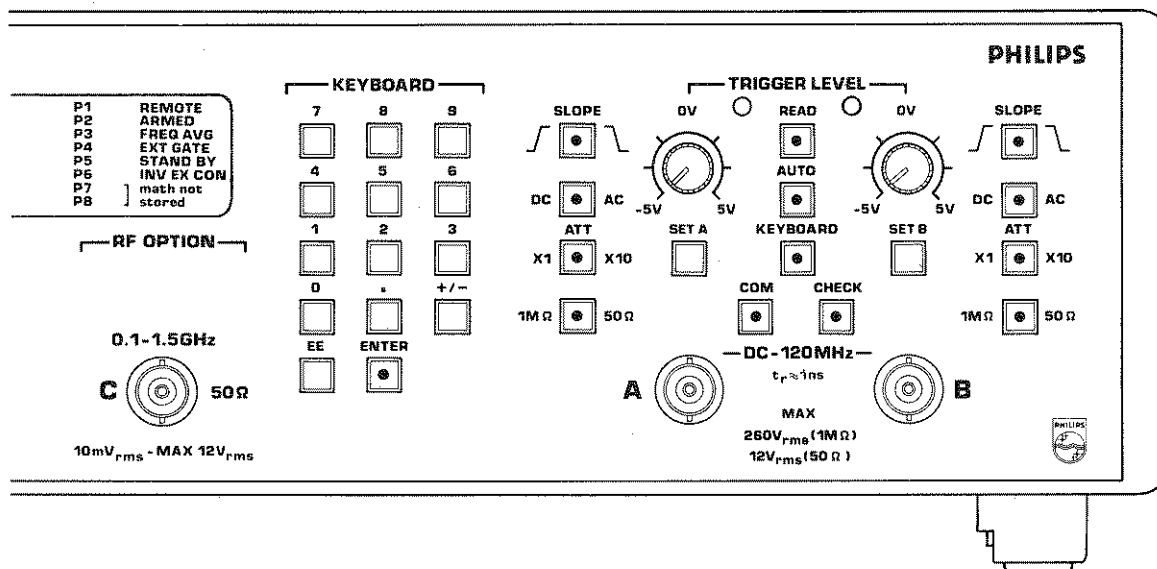 PHILIPS
P1 REMOTE
P2 ARMED
P3 FREQ AVG
P4 EXT GATE
P5 STAND BY
P6 INV EX CON
P7 ] math not
P8 ] stored
RF OPTION
0.1-1.5GHz
C 50Ω
10mVrms - MAX 12Vrms
KEYBOARD
7 8 9
4 5 6
1 2 3
0 . +/-
EE ENTER
TRIGGER LEVEL
SLOPE 0V READ 0V SLOPE
AUTO
DC AC -5V 5V -5V 5V DC AC
ATT SET A KEYBOARD SET B ATT
X1 X10 X1 X10
COM CHECK
1MΩ 50Ω 1MΩ 50Ω
DC-120MHz
A B
tr≈1ns
MAX
260Vrms(1MΩ)
12Vrms(50Ω)
PHILIPS